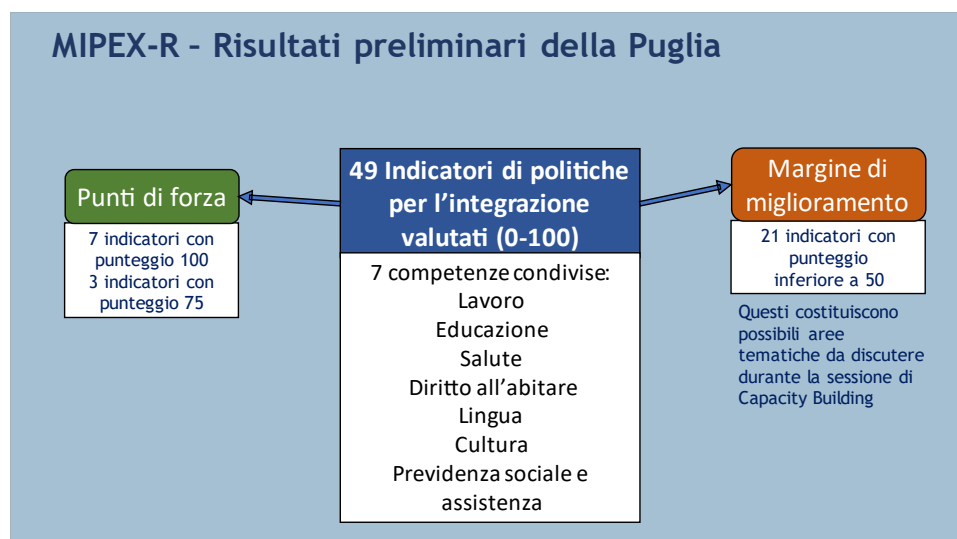 MIPEX-R – Risultati preliminari della Puglia
Punti di forza
7 indicatori con
punteggio 100
3 indicatori con
punteggio 75
49 Indicatori di politiche
per l'integrazione
valutati (0-100)
7 competenze condivise:
Lavoro
Educazione
Salute
Diritto all'abitare
Lingua
Cultura
Previdenza sociale e
assistenza
Margine di
miglioramento
21 indicatori con
punteggio
inferiore a 50
Questi costituiscono
possibili aree
tematiche da discutere
durante la sessione di
Capacity Building